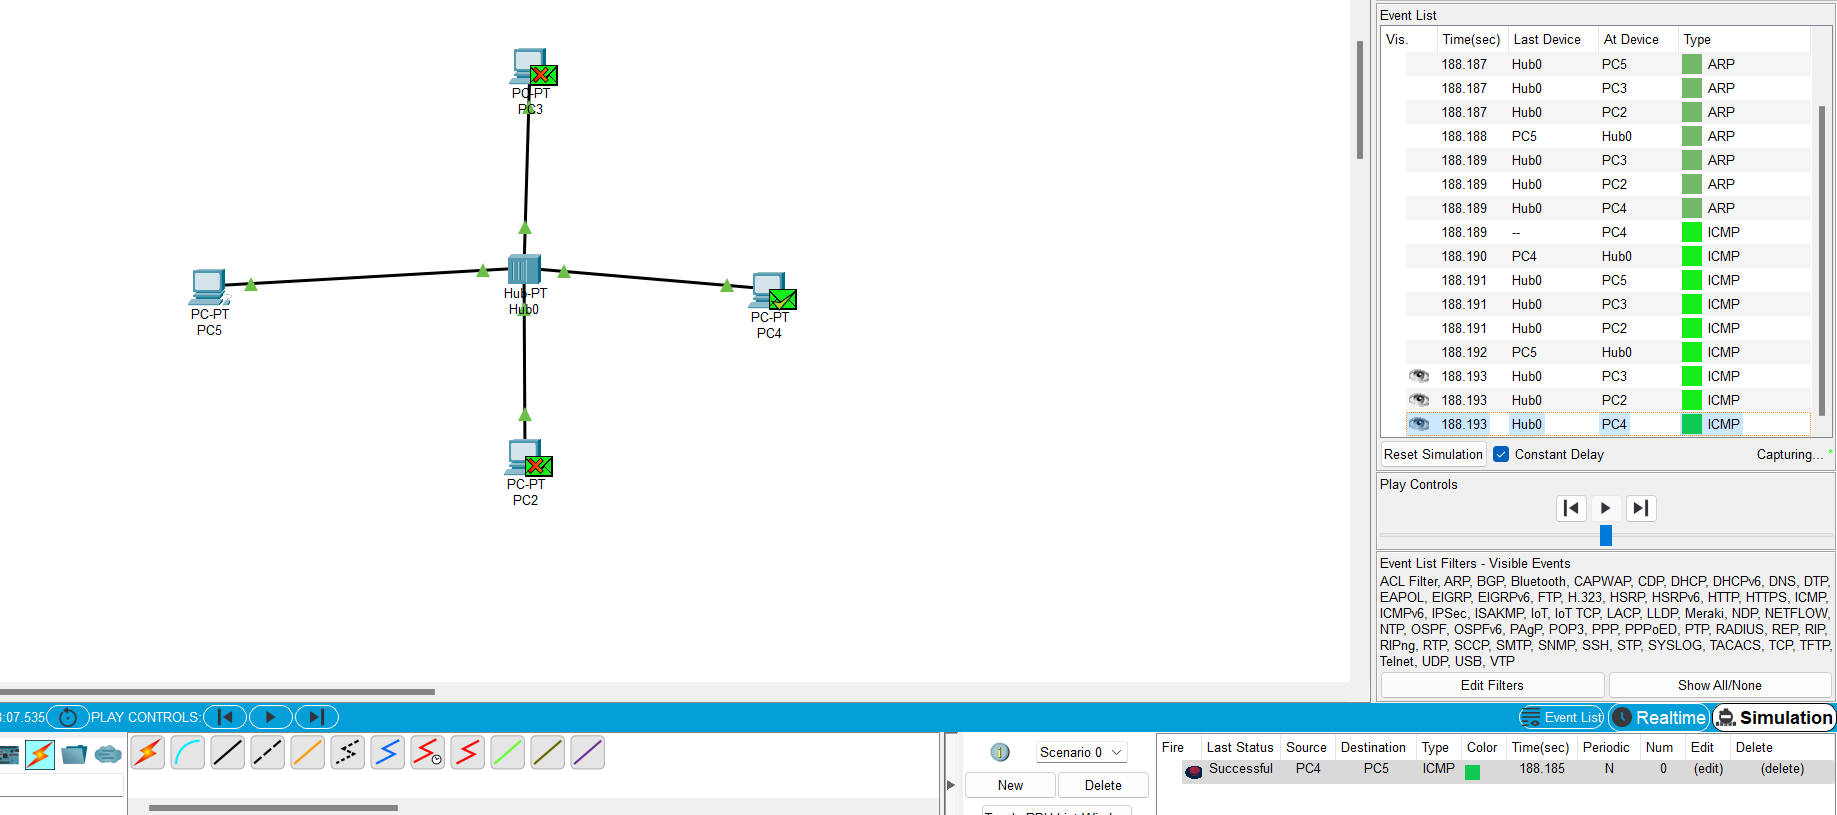 PC-PT
PC3
PC-PT
PC5
Hub-PT
Hub0
PC-PT
PC4
PC-PT
PC2
Event List
Vis. Time(sec) Last Device At Device Type
188.187 Hub0 PC5 ARP
188.187 Hub0 PC3 ARP
188.187 Hub0 PC2 ARP
188.188 PC5 Hub0 ARP
188.189 Hub0 PC3 ARP
188.189 Hub0 PC2 ARP
188.189 Hub0 PC4 ARP
188.189 -- PC4 ICMP
188.190 PC4 Hub0 ICMP
188.191 Hub0 PC5 ICMP
188.191 Hub0 PC3 ICMP
188.191 Hub0 PC2 ICMP
188.192 PC5 Hub0 ICMP
188.193 Hub0 PC3 ICMP
188.193 Hub0 PC2 ICMP
188.193 Hub0 PC4 ICMP
Reset Simulation Constant Delay Capturing...
Play Controls
Event List Filters - Visible Events
ACL Filter, ARP, BGP, Bluetooth, CAPWAP, CDP, DHCP, DHCPv6, DNS, DTP,
EAPOL, EIGRP, EIGRPv6, FTP, H.323, HSRP, HSRPv6, HTTP, HTTPS, ICMP,
ICMPv6, IPSec, ISAKMP, IoT, IoT TCP, LACP, LLDP, Meraki, NDP, NETFLOW,
NTP, OSPF, OSPFv6, PAgP, POP3, PPP, PPPoED, PTP, RADIUS, REP, RIP,
RIPng, RTP, SCCP, SMTP, SNMP, SSH, STP, SYSLOG, TACACS, TCP, TFTP,
Telnet, UDP, USB, VTP
Edit Filters Show All/None
:07.535 PLAY CONTROLS: Event List Realtime Simulation
Scenario 0
New Delete
Fire Last Status Source Destination Type Color Time(sec) Periodic Num Edit Delete
Successful PC4 PC5 ICMP 188.185 N 0 (edit) (delete)